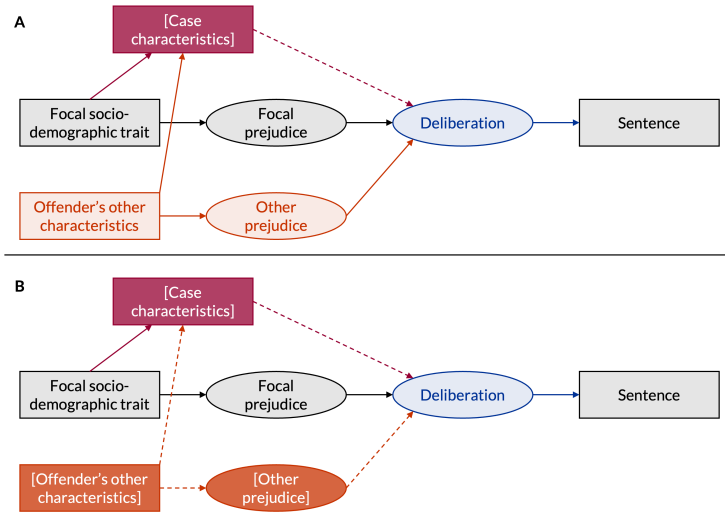 A
[Case
characteristics]
Focal socio-
demographic trait
Focal
prejudice
Deliberation
Sentence
Offender's other
characteristics
Other
prejudice
B
[Case
characteristics]
Focal socio-
demographic trait
Focal
prejudice
Deliberation
Sentence
[Offender's other
characteristics]
[Other
prejudice]